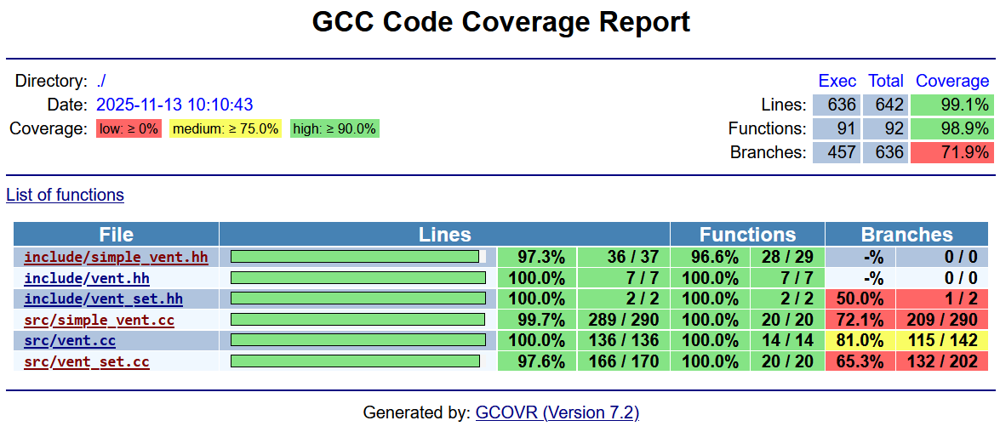 GCC Code Coverage Report
Directory: ./
Date: 2025-11-13 10:10:43
Coverage: low: ≥ 0% medium: ≥ 75.0% high: ≥ 90.0%
Exec Total Coverage
Lines: 636 642 99.1%
Functions: 91 92 98.9%
Branches: 457 636 71.9%
List of functions
File Lines Functions Branches
include/simple_vent.hh 97.3% 36 / 37 96.6% 28 / 29 -% 0 / 0
include/vent.hh 100.0% 7 / 7 100.0% 7 / 7 -% 0 / 0
include/vent_set.hh 100.0% 2 / 2 100.0% 2 / 2 50.0% 1 / 2
src/simple_vent.cc 99.7% 289 / 290 100.0% 20 / 20 72.1% 209 / 290
src/vent.cc 100.0% 136 / 136 100.0% 14 / 14 81.0% 115 / 142
src/vent_set.cc 97.6% 166 / 170 100.0% 20 / 20 65.3% 132 / 202
Generated by: GCOVR (Version 7.2)